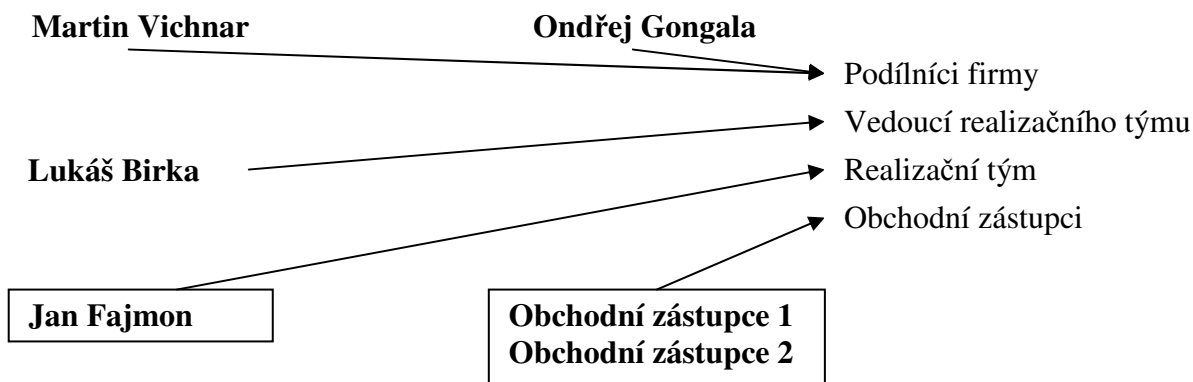 Martin Vichnar
Ondřej Gongala
Podílníci firmy
Vedoucí realizačního týmu
Lukáš Birka
Realizační tým
Obchodní zástupci
Jan Fajmon
Obchodní zástupce 1
Obchodní zástupce 2